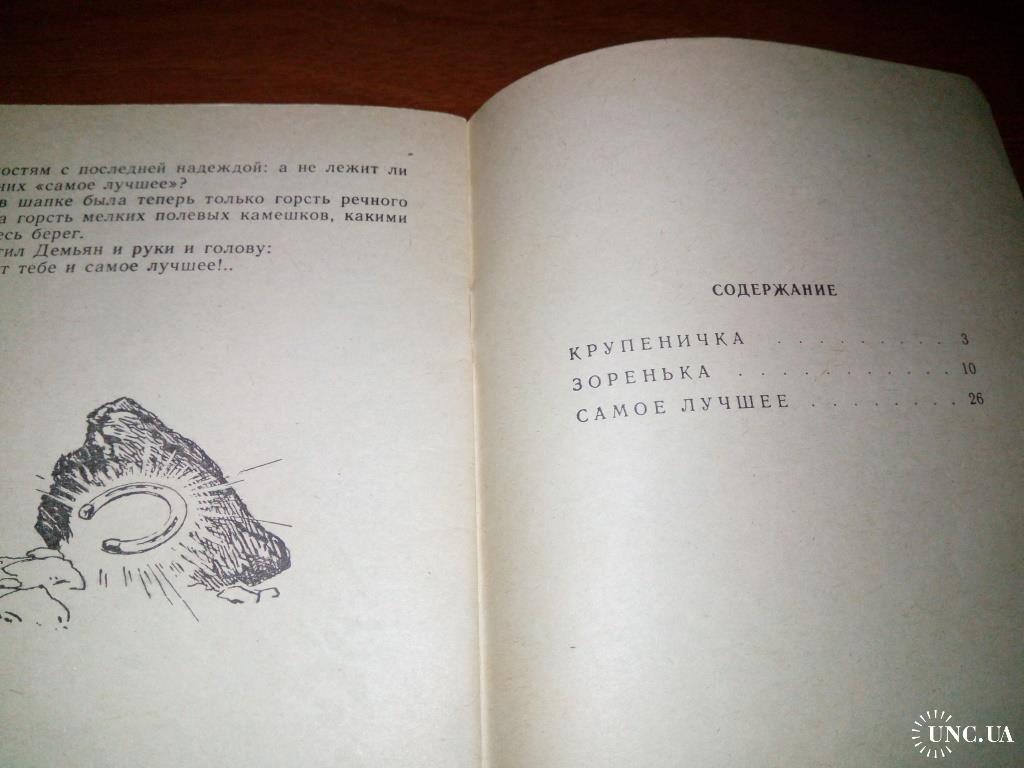 остям с последней надеждой: а не лежит ли
них «самое лучшее»?
в шапке была теперь только горсть речного
а горсть мелких полевых камешков, какими
есь берег.
тил Демьян и руки и голову:
т тебе и самое лучшее!..
СОДЕРЖАНИЕ
КРУПЕНИЧКА . . . . . . . . . 3
ЗОРЕНЬКА . . . . . . . . . . . 10
САМОЕ ЛУЧШЕЕ . . . . . . . . 26
UNC.UA